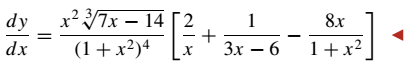 dy/dx = x² ∛(7x − 14) / (1 + x²)⁴ [2/x + 1/(3x − 6) − 8x/(1 + x²)] ◄